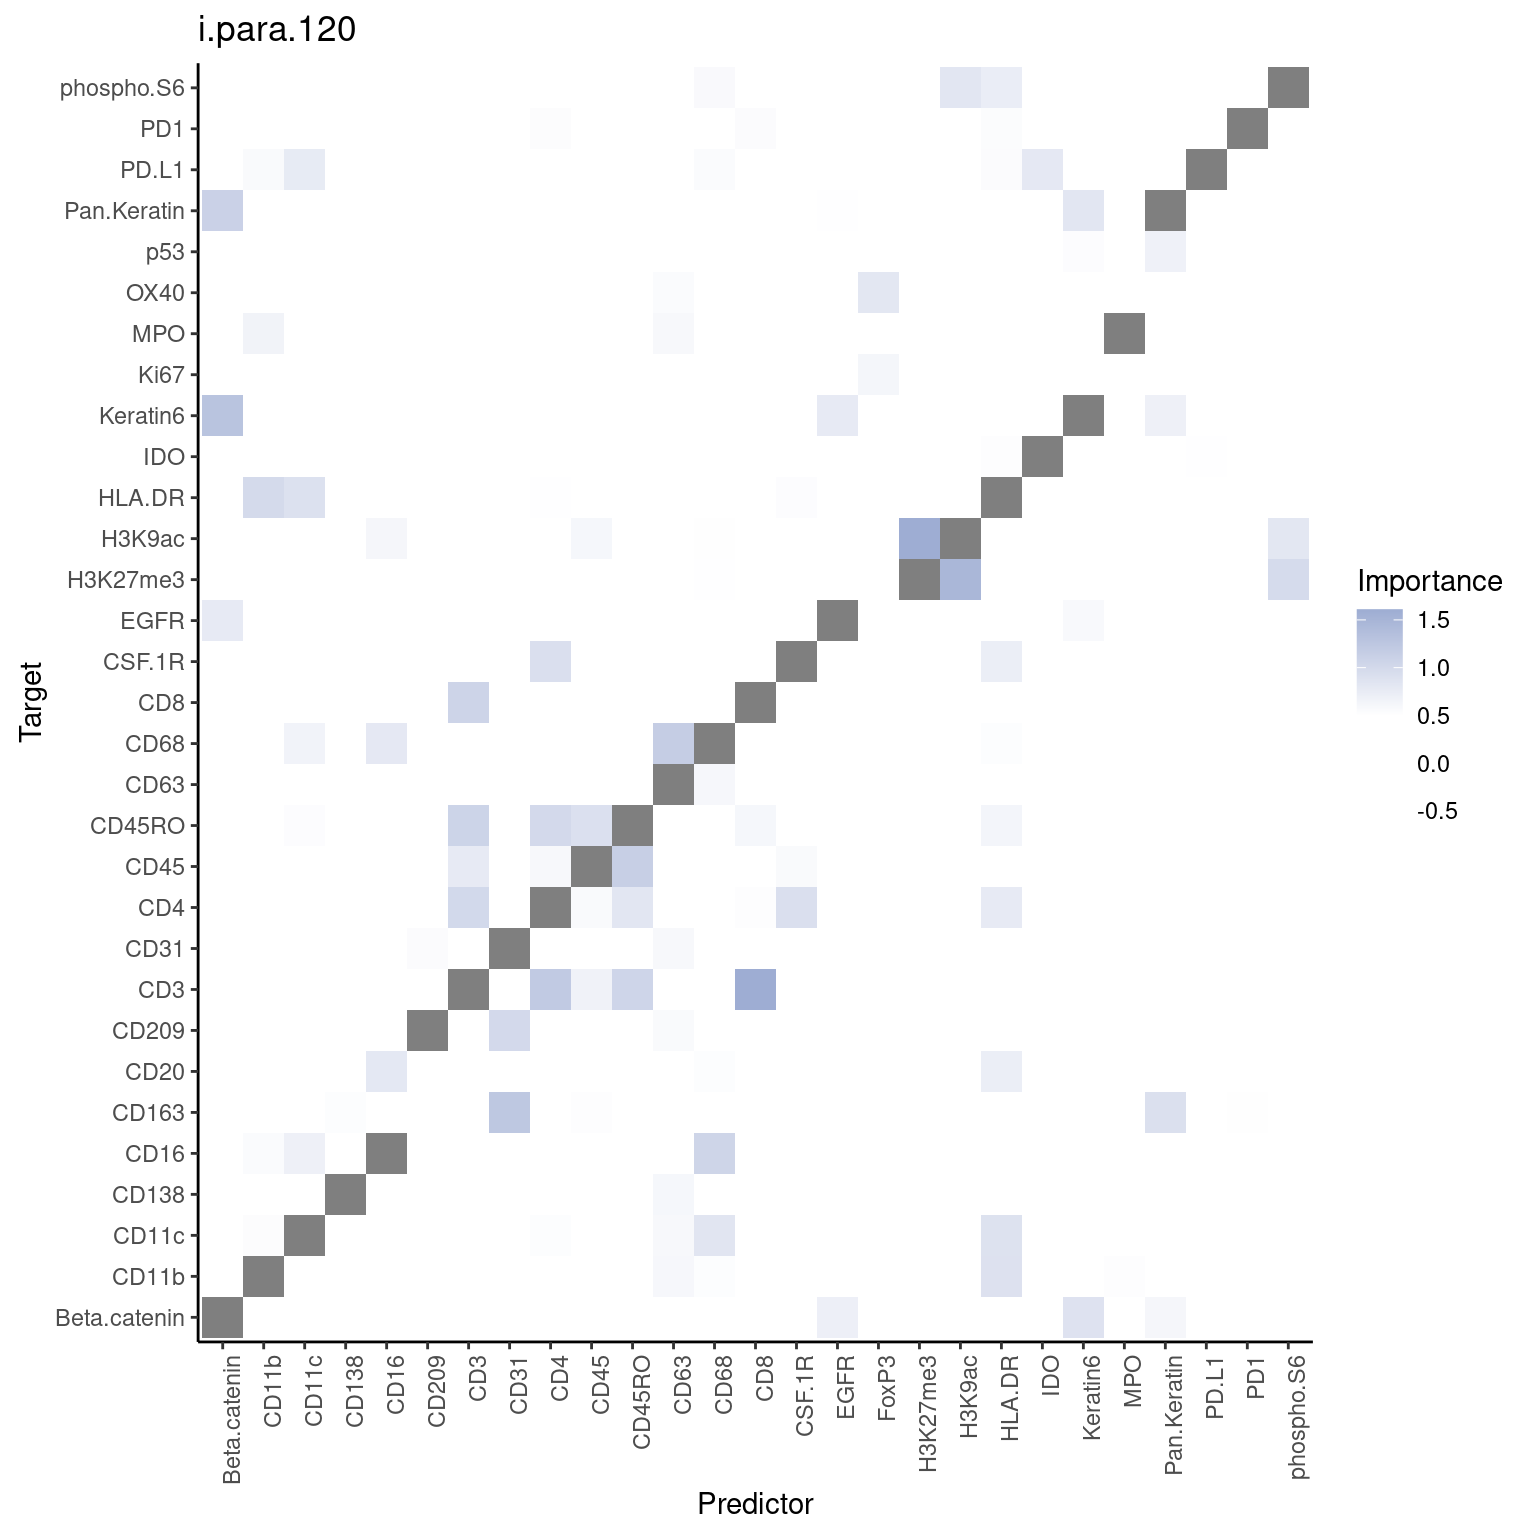 i.para.120
phospho.S6
PD1
PD.L1
Pan.Keratin
p53
OX40
MPO
Ki67
Keratin6
IDO
HLA.DR
H3K9ac
H3K27me3
EGFR
CSF.1R
CD8
CD68
CD63
CD45RO
CD45
CD4
CD31
CD3
CD209
CD20
CD163
CD16
CD138
CD11c
CD11b
Beta.catenin
Target
Beta.catenin
CD11b
CD11c
CD138
CD16
CD209
CD3
CD31
CD4
CD45
CD45RO
CD63
CD68
CD8
CSF.1R
EGFR
FoxP3
H3K27me3
H3K9ac
HLA.DR
IDO
Keratin6
MPO
Pan.Keratin
PD.L1
PD1
phospho.S6
Predictor
Importance
1.5
1.0
0.5
0.0
-0.5